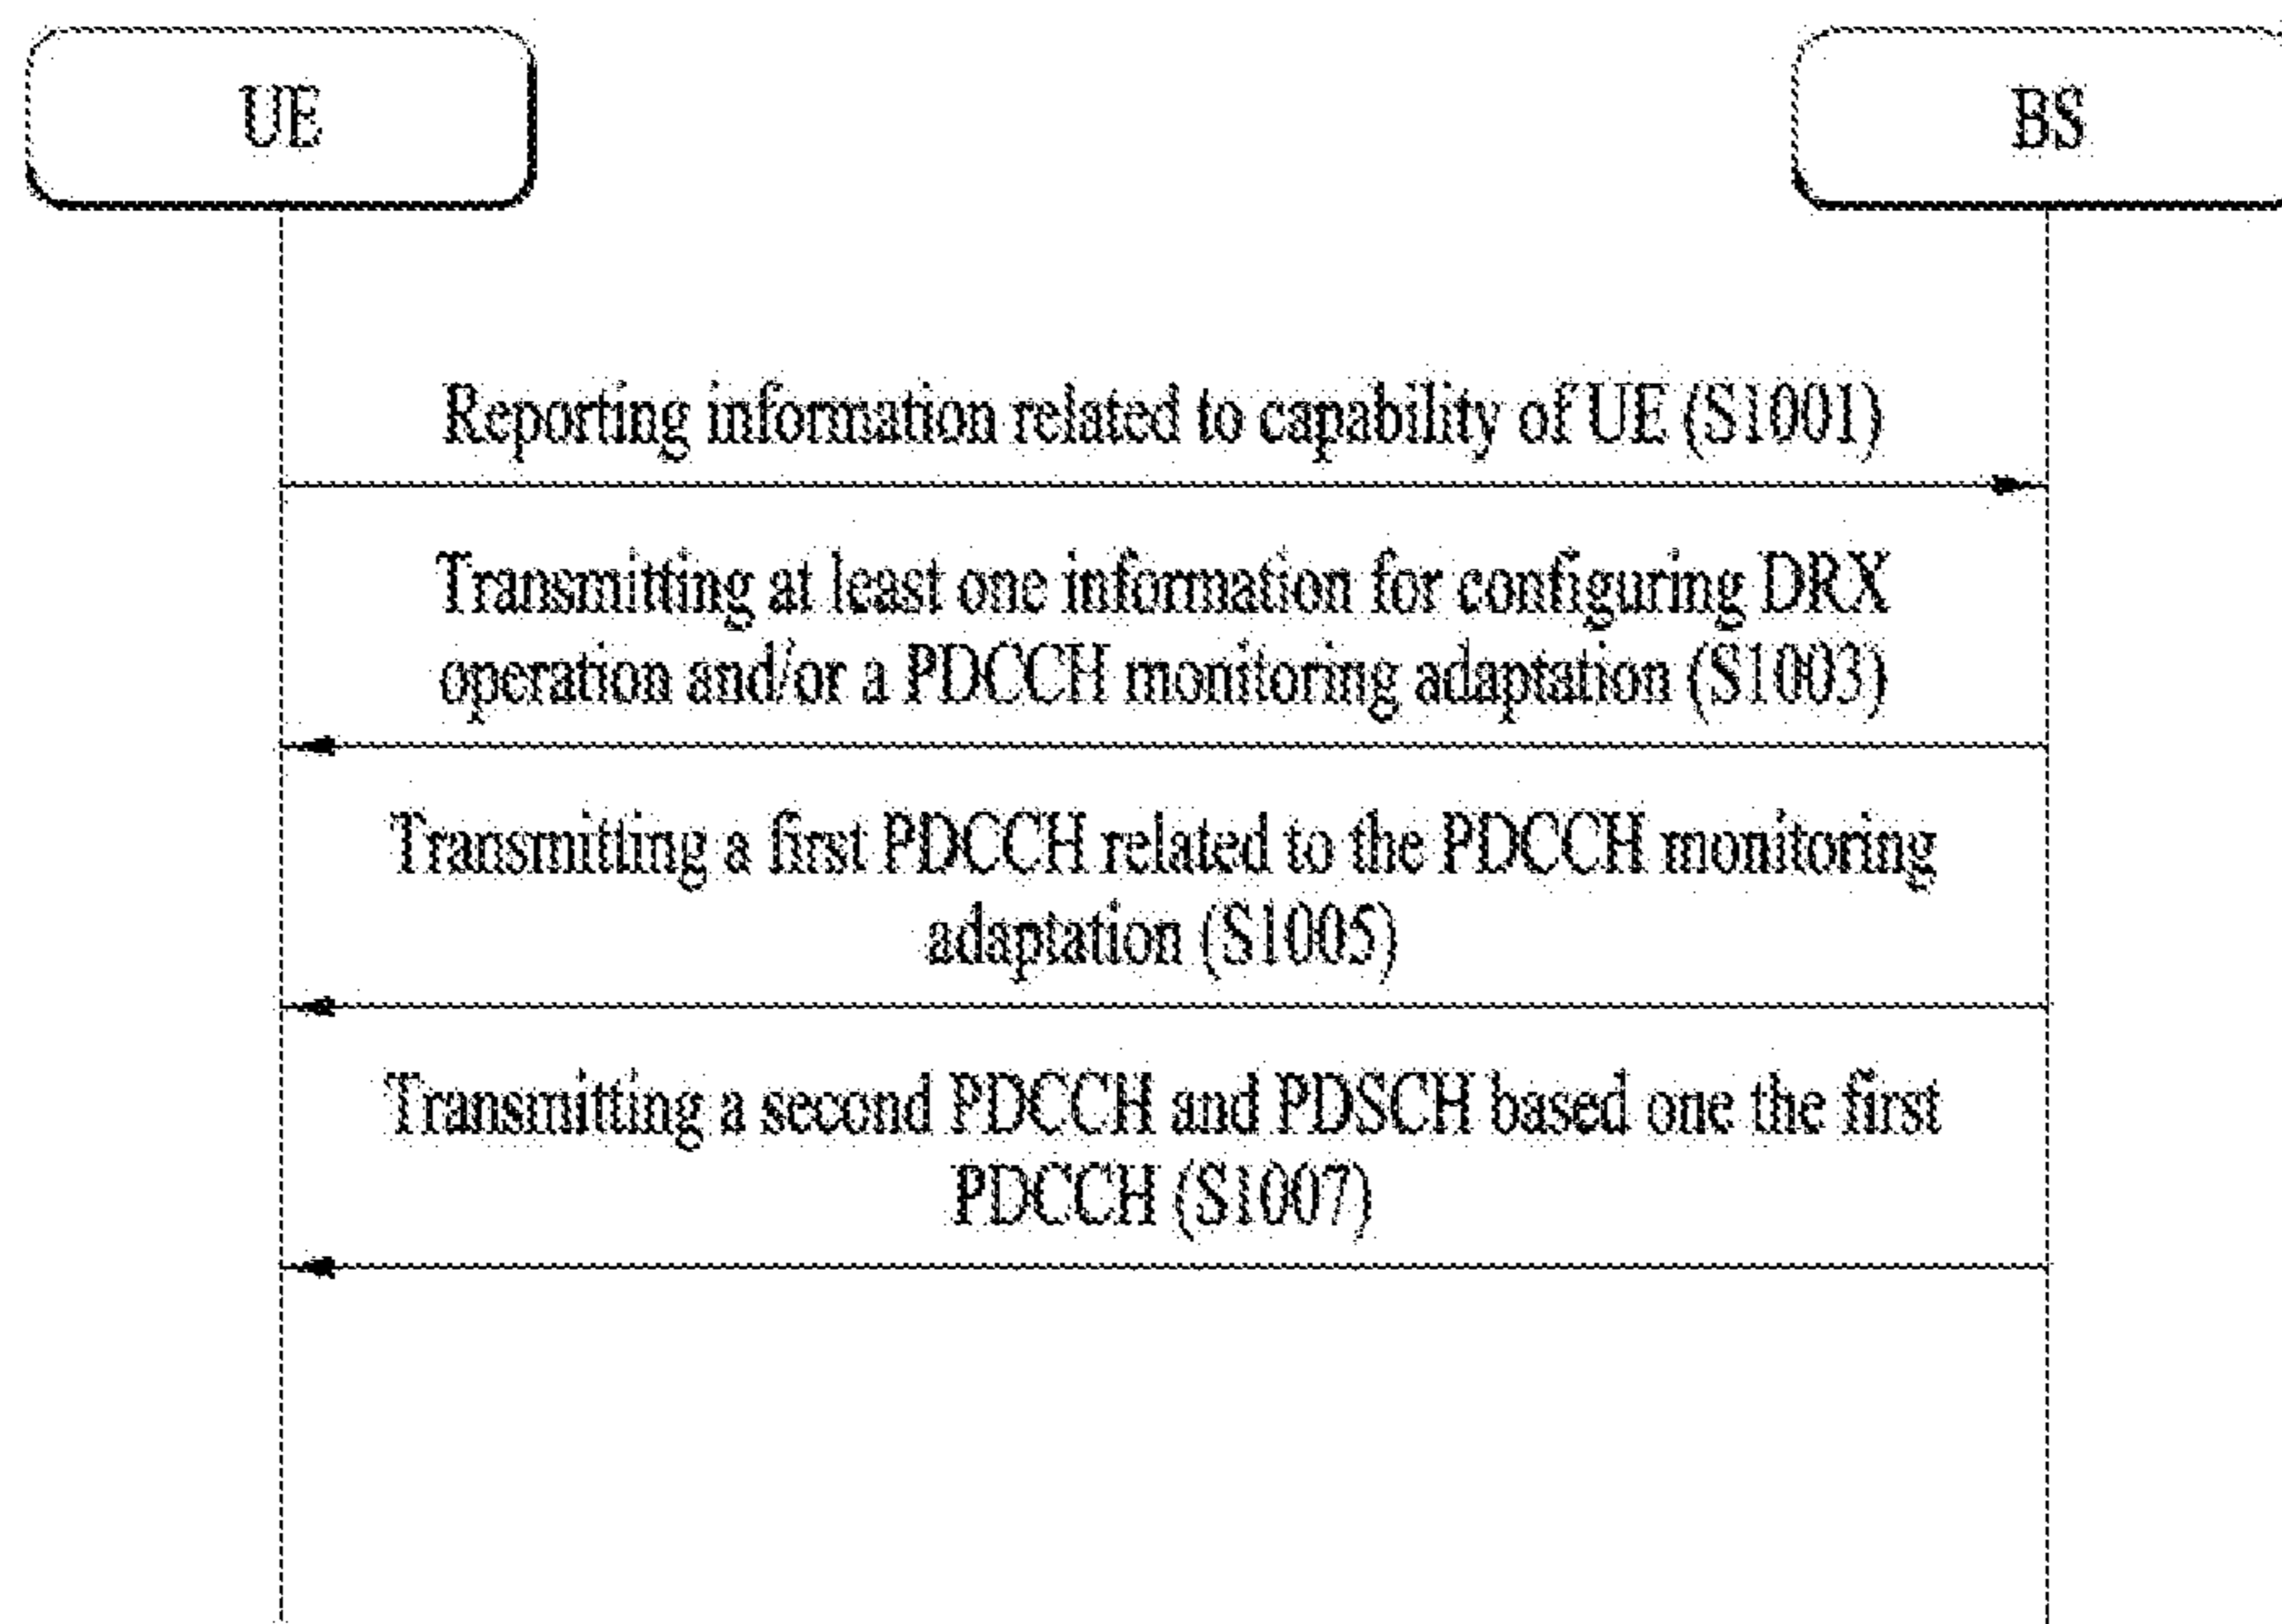 UE
BS
Reporting information related to capability of UE (S1001)
Transmitting at least one information for configuring DRX
operation and/or a PDCCH monitoring adaptation (S1003)
Transmitting a first PDCCH related to the PDCCH monitoring
adaptation (S1005)
Transmitting a second PDCCH and PDSCH based one the first
PDCCH (S1007)